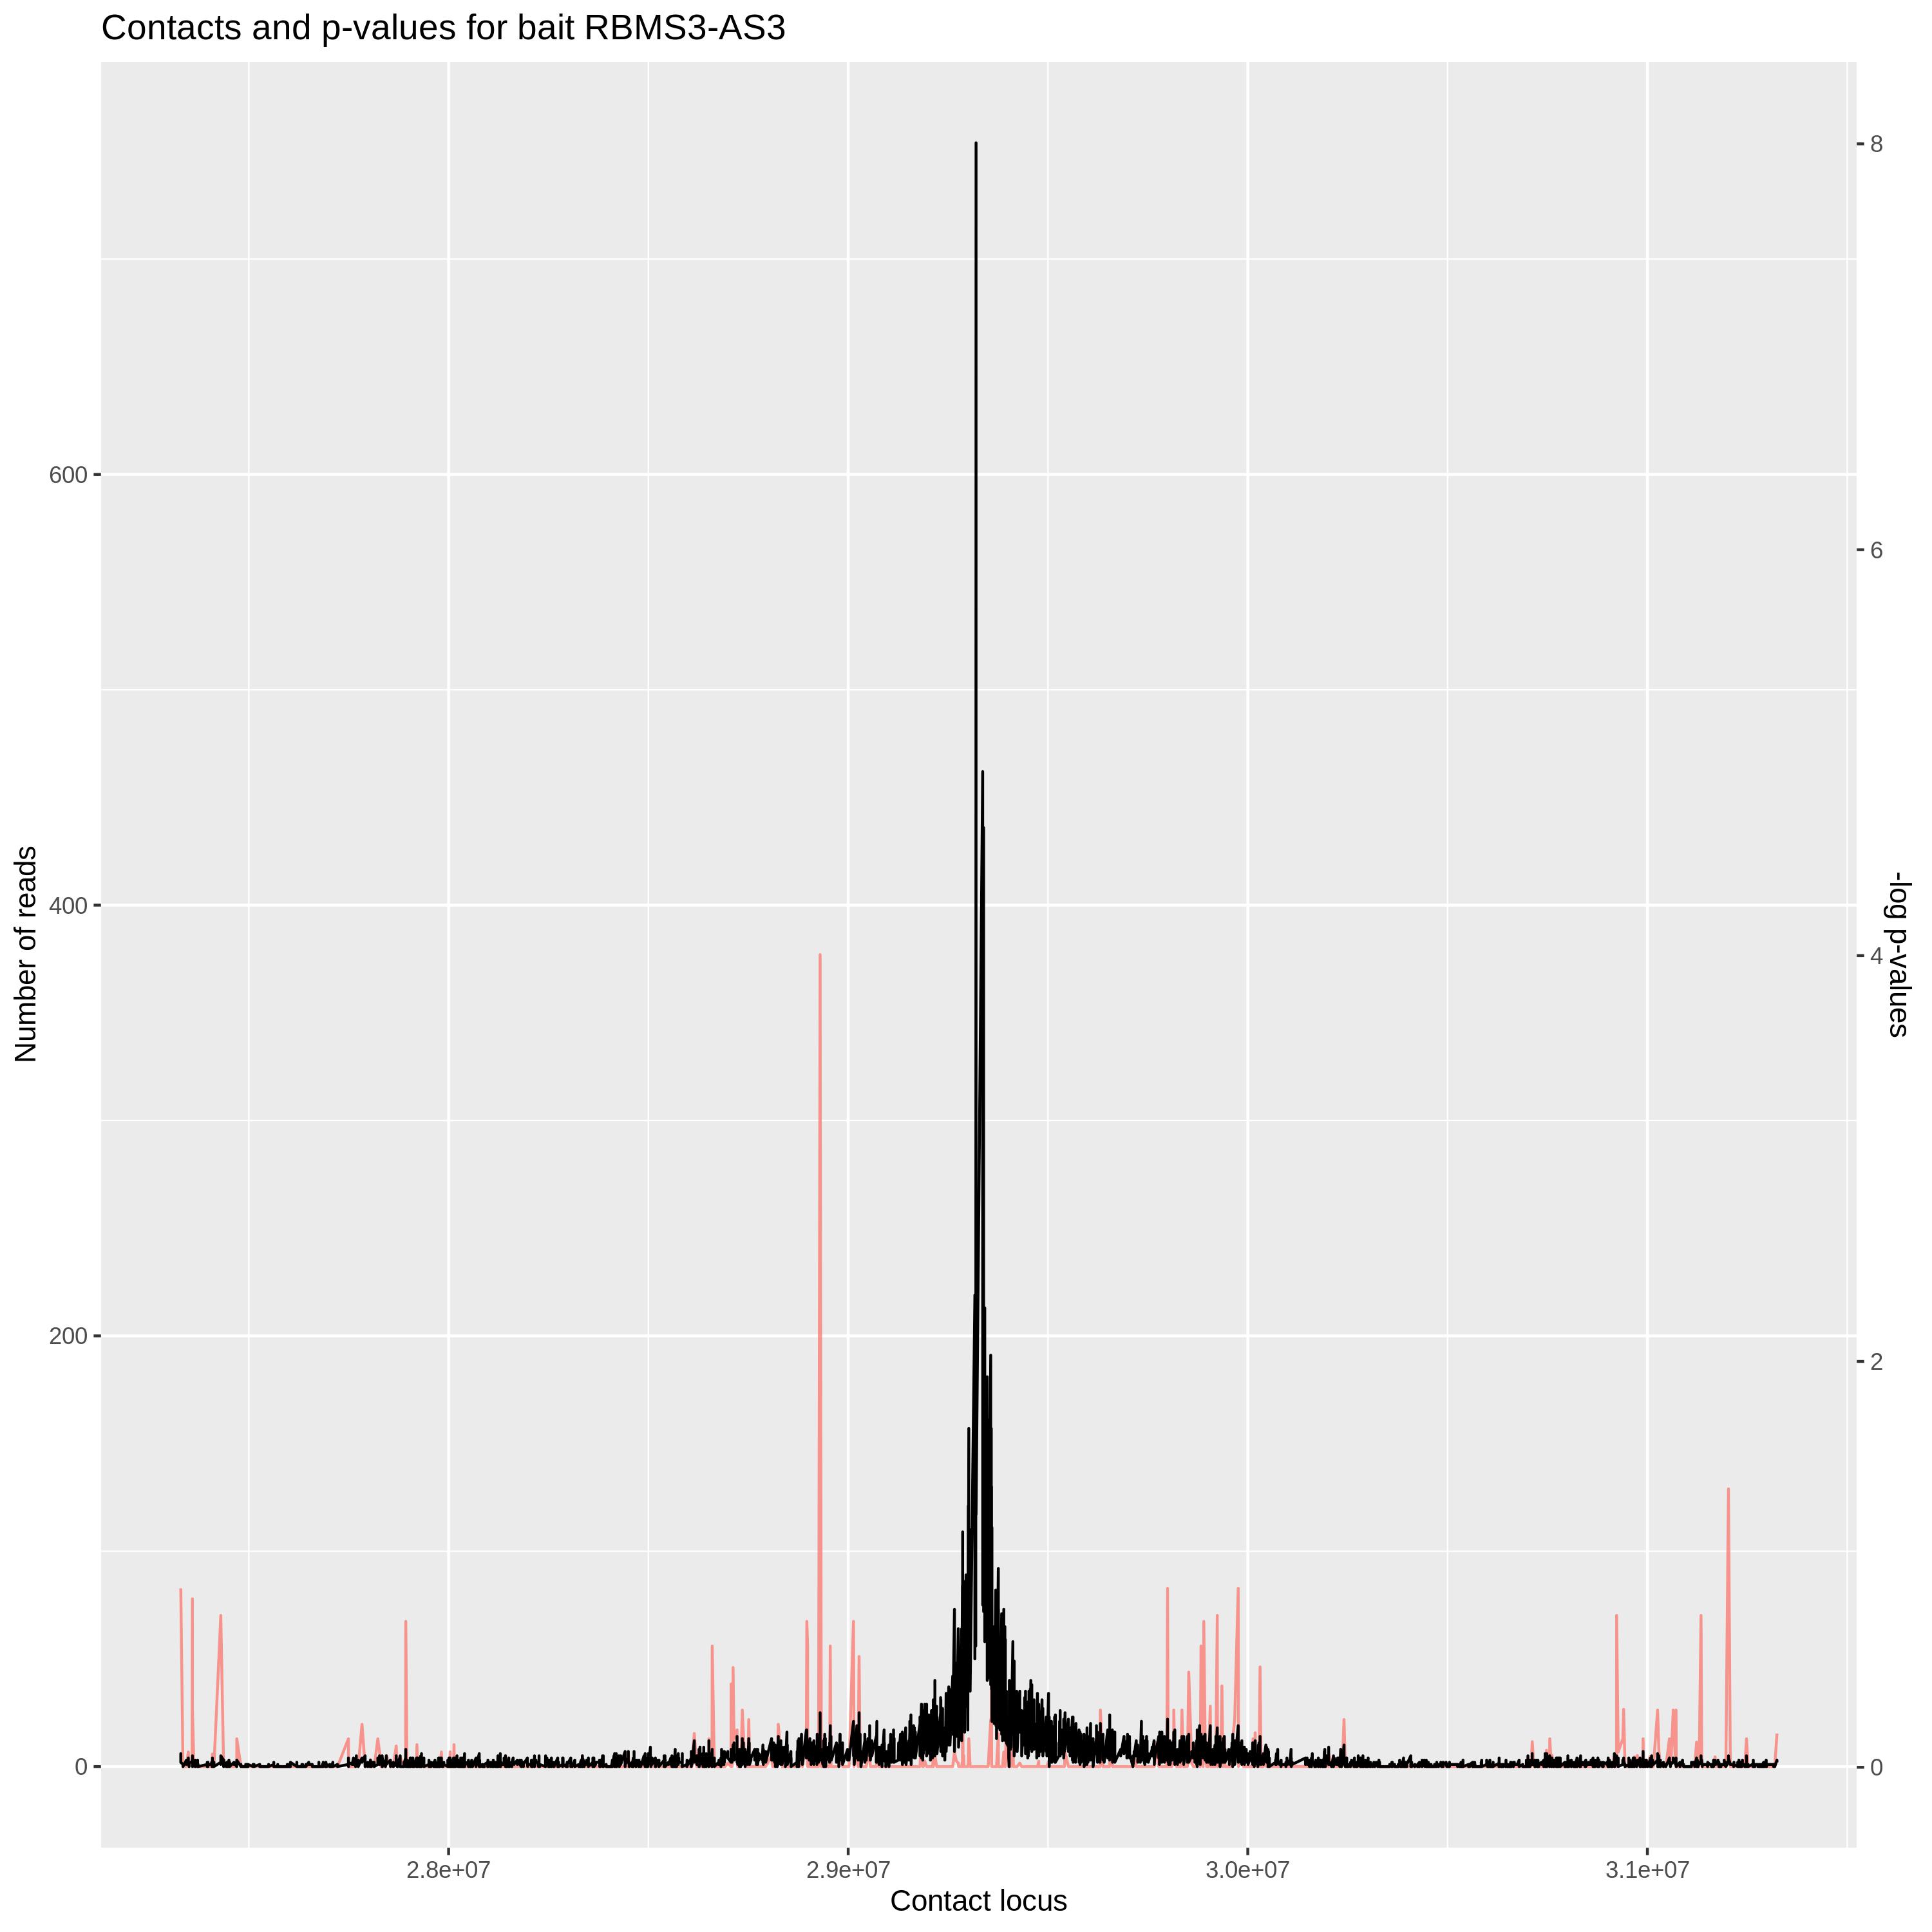 Contacts and p-values for bait RBMS3-AS3
8
600
6
Number of reads
400
4
-log p-values
200
2
0
0
2.8e+07
2.9e+07
3.0e+07
3.1e+07
Contact locus